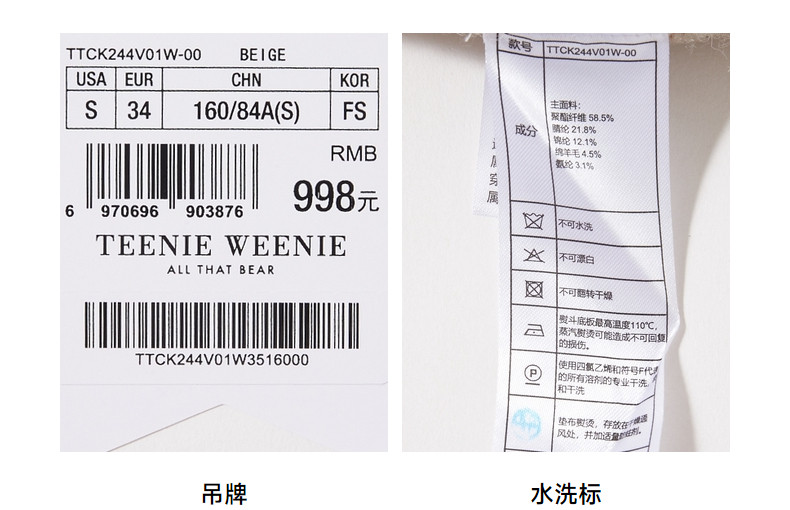 TTCK244V01W-00 BEIGE
USA EUR CHN KOR
S 34 160/84A(S) FS
RMB
998元
6 970696 903876
TEENIE WEENIE
ALL THAT BEAR
TTCK244V01W3516000
吊牌
款号 TTCK244V01W-00
成分
主面料:
聚酯纤维 58.5%
腈纶 21.8%
锦纶 12.1%
绵羊毛 4.5%
氨纶 3.1%
不可水洗
不可漂白
不可翻转干燥
熨斗底板最高温度110℃,
蒸汽熨烫可能造成不可回复
的损伤。
P
使用四氯乙烯和符号F代
的所有溶剂的专业干洗,
和干洗
垫布熨烫,存放在干燥通
风处,并加适量
属
穿
属
水洗标